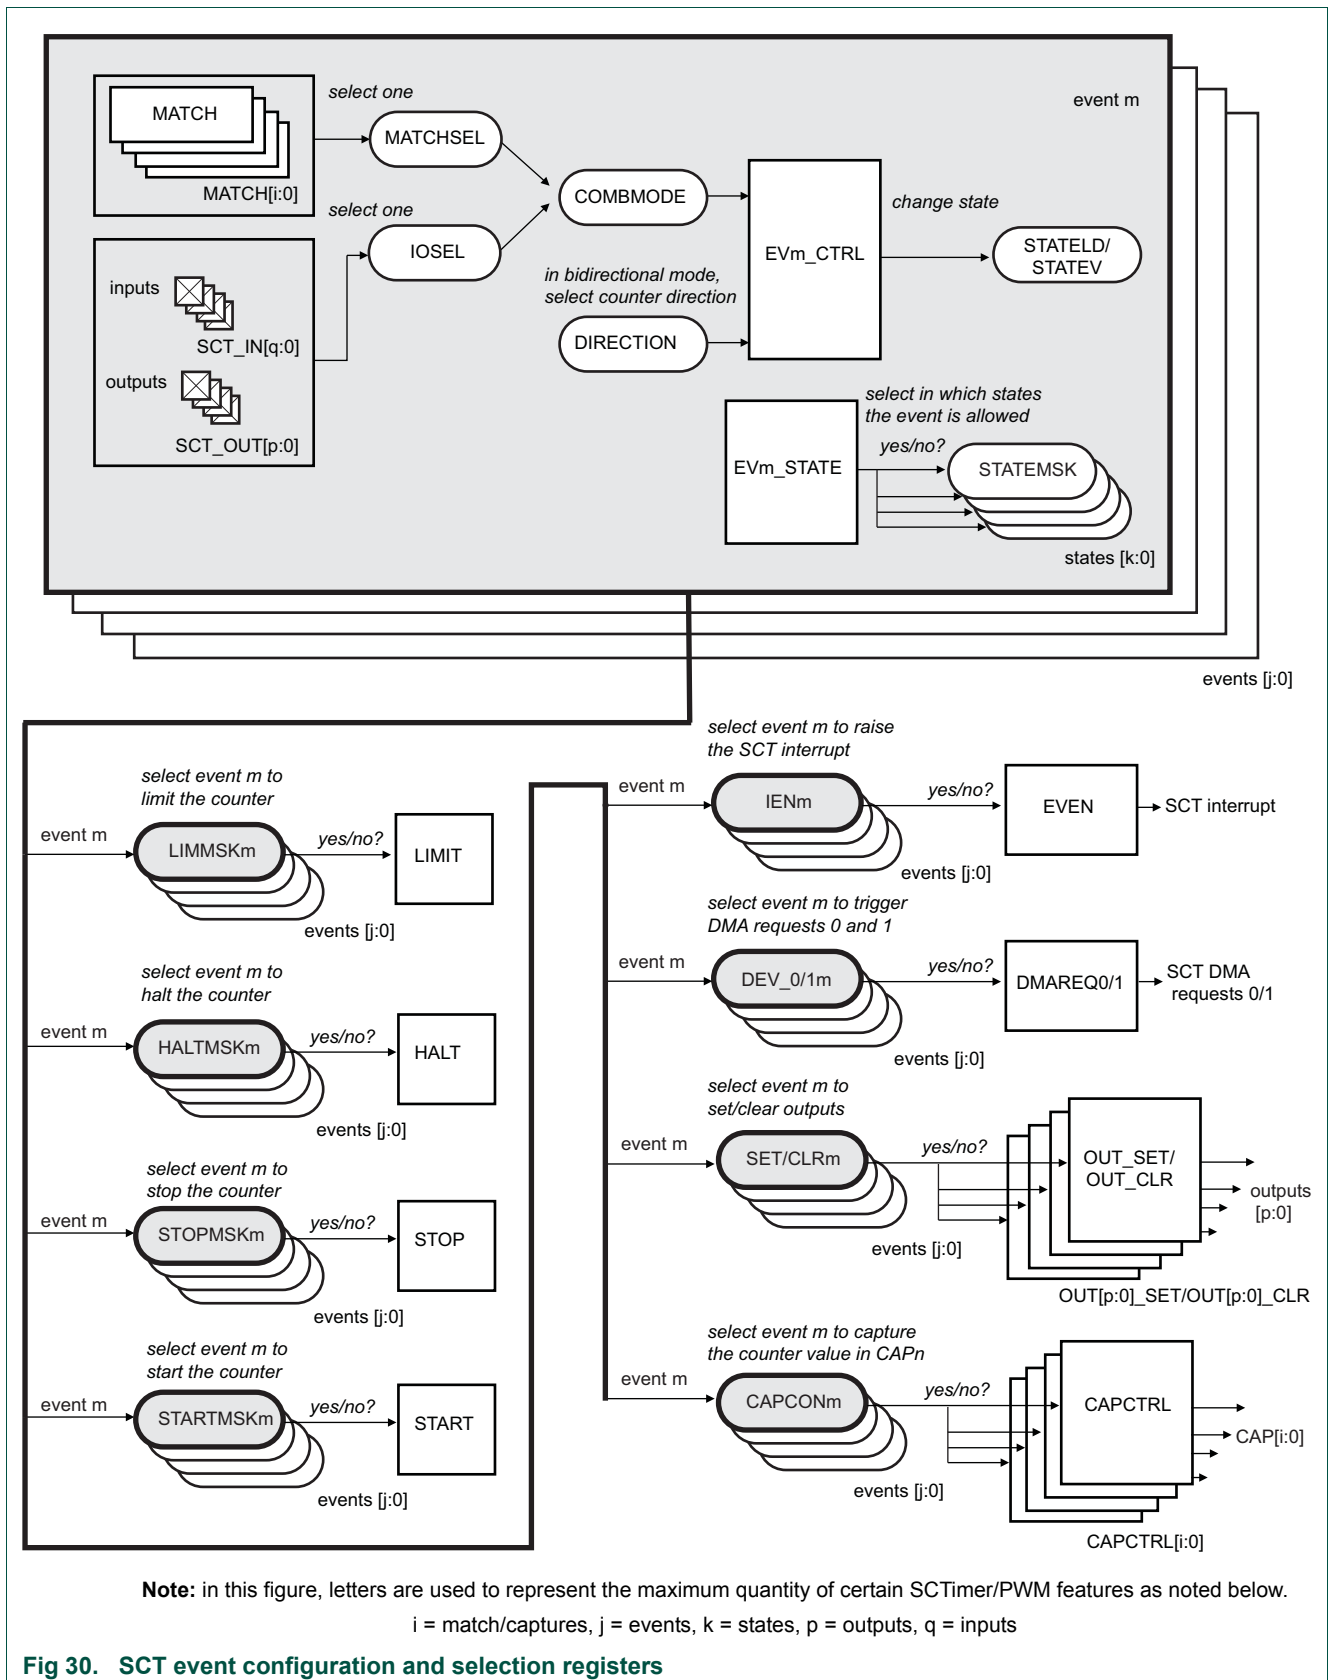 event m
select one
MATCH
MATCHSEL
MATCH[i:0]
select one
COMBMODE
change state
IOSEL
EVm_CTRL
STATELD/
STATEV
inputs
in bidirectional mode,
select counter direction
SCT_IN[q:0]
DIRECTION
outputs
select in which states
the event is allowed
SCT_OUT[p:0]
yes/no?
EVm_STATE
STATEMSK
states [k:0]
events [j:0]
select event m to
limit the counter
event m
LIMMSKm
yes/no?
LIMIT
events [j:0]
select event m to
halt the counter
event m
HALTMSKm
yes/no?
HALT
events [j:0]
select event m to
stop the counter
event m
STOPMSKm
yes/no?
STOP
events [j:0]
select event m to
start the counter
event m
STARTMSKm
yes/no?
START
events [j:0]
select event m to raise
the SCT interrupt
event m
IENm
yes/no?
EVEN
SCT interrupt
events [j:0]
select event m to trigger
DMA requests 0 and 1
event m
DEV_0/1m
yes/no?
DMAREQ0/1
SCT DMA
requests 0/1
events [j:0]
select event m to
set/clear outputs
event m
SET/CLRm
yes/no?
OUT_SET/
OUT_CLR
outputs
[p:0]
events [j:0]
OUT[p:0]_SET/OUT[p:0]_CLR
select event m to capture
the counter value in CAPn
event m
CAPCONm
yes/no?
CAPCTRL
CAP[i:0]
events [j:0]
CAPCTRL[i:0]
Note: in this figure, letters are used to represent the maximum quantity of certain SCTimer/PWM features as noted below.
i = match/captures, j = events, k = states, p = outputs, q = inputs
Fig 30. SCT event configuration and selection registers